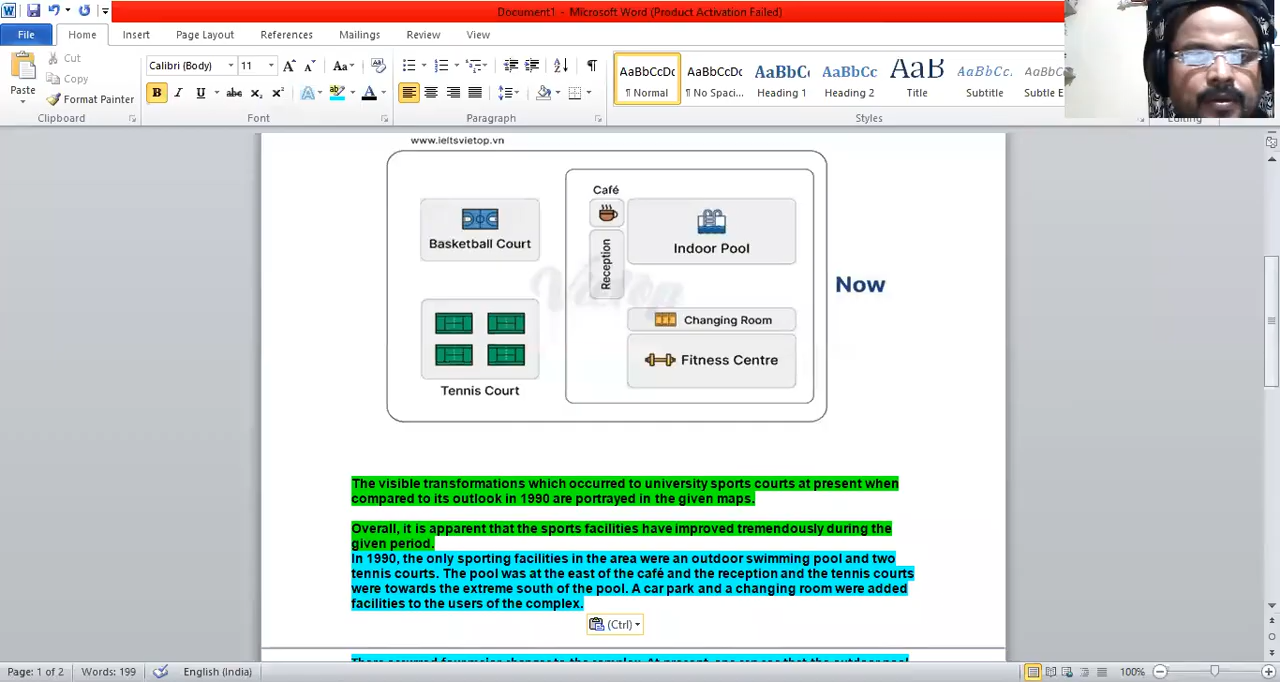 Document1 - Microsoft Word (Product Activation Failed)
File Home Insert Page Layout References Mailings Review View
Cut
Copy
Format Painter
Paste
Clipboard
Calibri (Body) 11
Font
Paragraph
AaBbCcDc AaBbCcDc AaBbCc AaBbCc AaB AaBbCcDc. AaBbCcDc
¶ Normal ¶ No Spaci... Heading 1 Heading 2 Title Subtitle Subtle E
Styles
Editing
www.ieltsvietop.vn
Café
Basketball Court
Reception
Indoor Pool
Now
Changing Room
Fitness Centre
Tennis Court
The visible transformations which occurred to university sports courts at present when
compared to its outlook in 1990 are portrayed in the given maps.
Overall, it is apparent that the sports facilities have improved tremendously during the
given period.
In 1990, the only sporting facilities in the area were an outdoor swimming pool and two
tennis courts. The pool was at the east of the café and the reception and the tennis courts
were towards the extreme south of the pool. A car park and a changing room were added
facilities to the users of the complex.
(Ctrl)
Page: 1 of 2 Words: 199 English (India) 100%